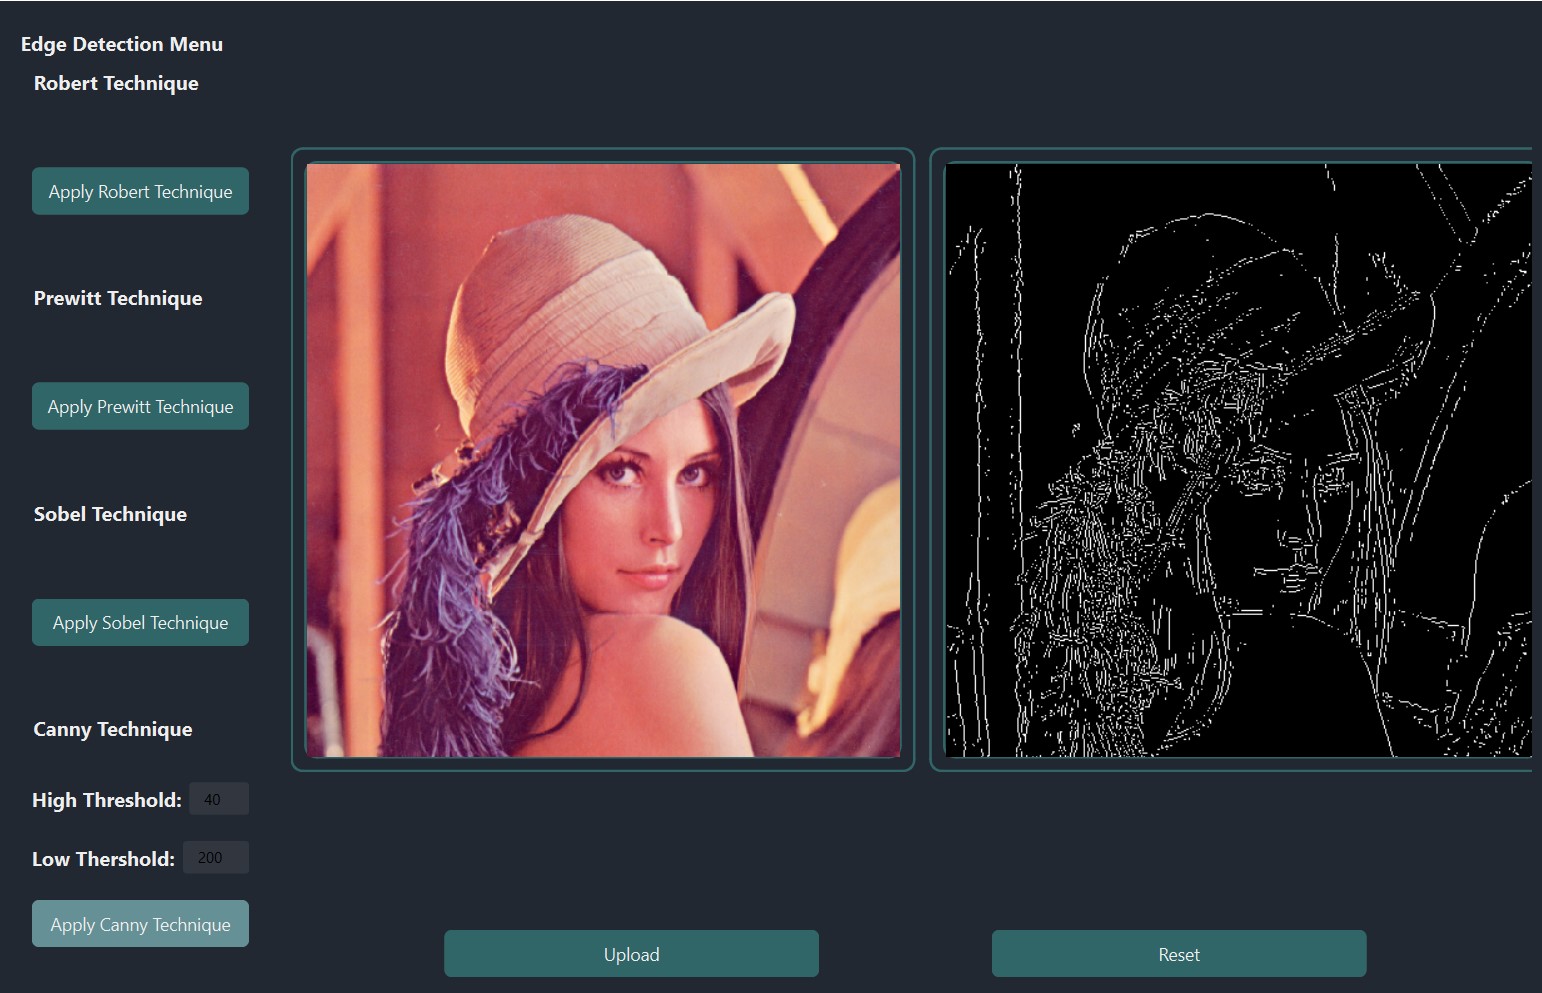 Edge Detection Menu
Robert Technique
Apply Robert Technique
Prewitt Technique
Apply Prewitt Technique
Sobel Technique
Apply Sobel Technique
Canny Technique
High Threshold: 40
Low Thershold: 200
Apply Canny Technique
Upload
Reset